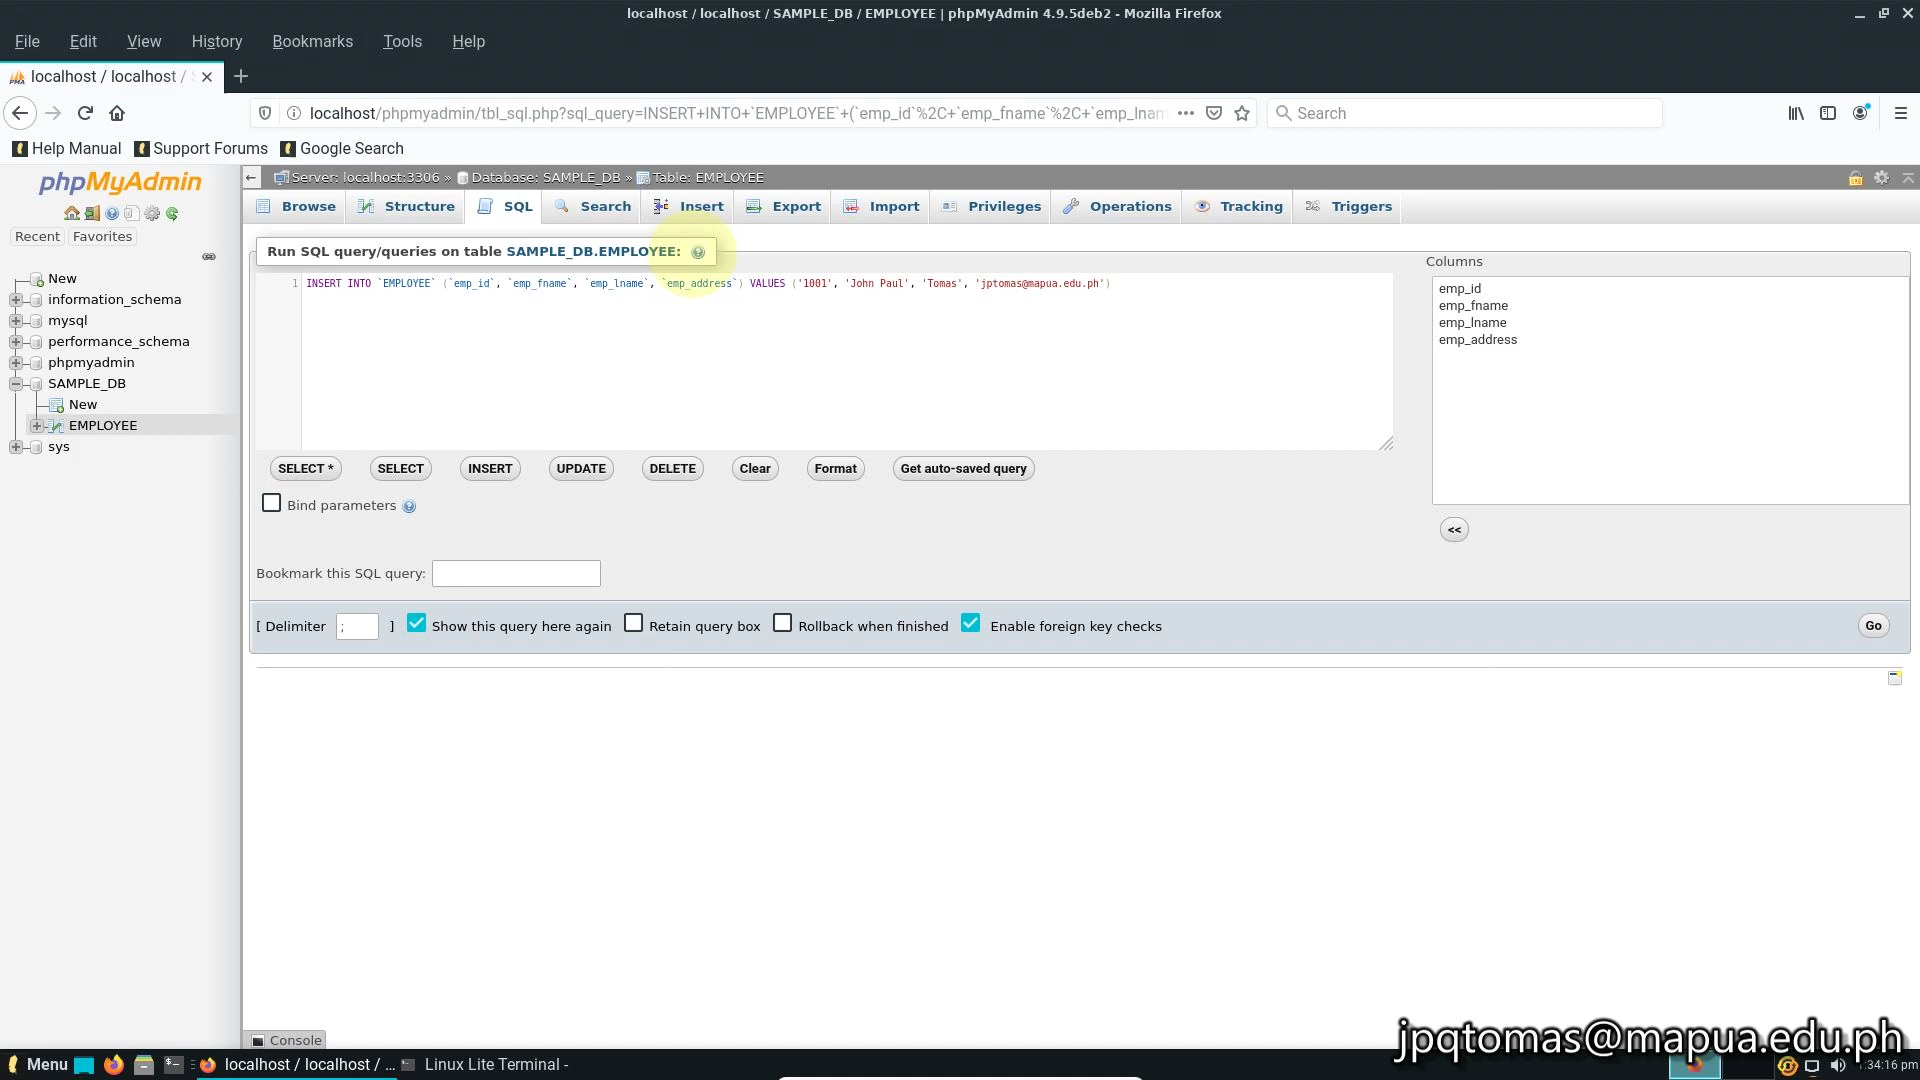 localhost / localhost / SAMPLE_DB / EMPLOYEE | phpMyAdmin 4.9.5deb2 - Mozilla Firefox
File Edit View History Bookmarks Tools Help
localhost / localhost /
localhost/phpmyadmin/tbl_sql.php?sql_query=INSERT+INTO+`EMPLOYEE`+(`emp_id`%2C+`emp_fname`%2C+`emp_lnam
Search
Help Manual Support Forums Google Search
phpMyAdmin
Server: localhost:3306 » Database: SAMPLE_DB » Table: EMPLOYEE
Browse Structure SQL Search Insert Export Import Privileges Operations Tracking Triggers
Recent Favorites
New
information_schema
mysql
performance_schema
phpmyadmin
SAMPLE_DB
New
EMPLOYEE
sys
Run SQL query/queries on table SAMPLE_DB.EMPLOYEE:
1 INSERT INTO `EMPLOYEE` (`emp_id`, `emp_fname`, `emp_lname`, `emp_address`) VALUES ('1001', 'John Paul', 'Tomas', 'jptomas@mapua.edu.ph')
Columns
emp_id
emp_fname
emp_lname
emp_address
<<
SELECT * SELECT INSERT UPDATE DELETE Clear Format Get auto-saved query
Bind parameters
Bookmark this SQL query:
[ Delimiter ; ] Show this query here again Retain query box Rollback when finished Enable foreign key checks Go
Console
jpqtomas@mapua.edu.ph
Menu localhost / localhost / ... Linux Lite Terminal - :34:16 pm